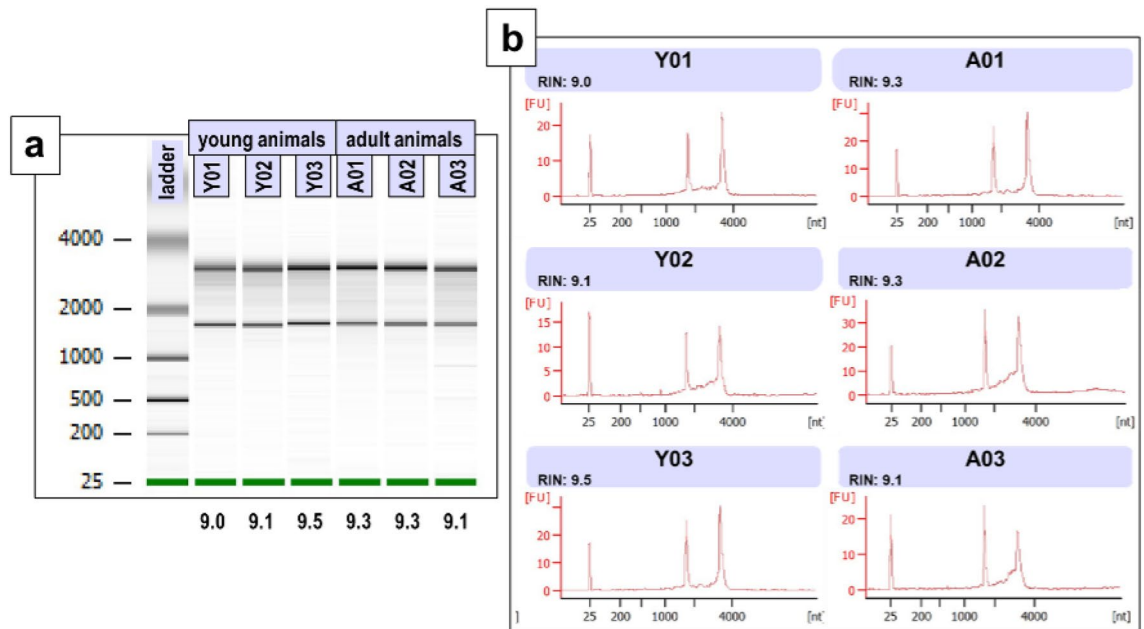 a
ladder
young animals
adult animals
Y01
Y02
Y03
A01
A02
A03
4000
2000
1000
500
200
25
9.0 9.1 9.5 9.3 9.3 9.1
b
Y01
RIN: 9.0
[FU]
20
10
0
25 200 1000 4000 [nt]
A01
RIN: 9.3
[FU]
30
20
10
0
25 200 1000 4000 [nt]
Y02
RIN: 9.1
[FU]
15
10
5
0
25 200 1000 4000 [nt]
A02
RIN: 9.3
[FU]
30
20
10
0
25 200 1000 4000 [nt]
Y03
RIN: 9.5
[FU]
30
20
10
0
] 25 200 1000 4000 [nt]
A03
RIN: 9.1
[FU]
20
10
0
25 200 1000 4000 [nt]